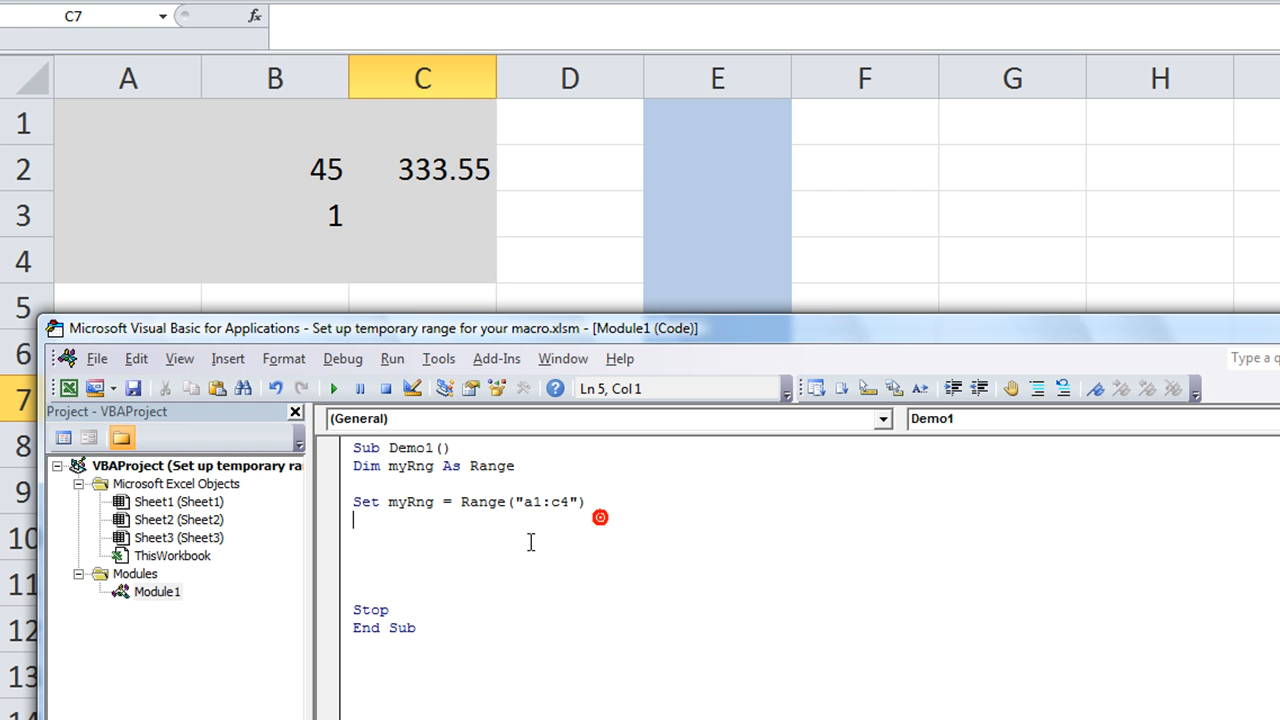 C7 fx
A B C D E F G H
1
2 45 333.55
3 1
4
5
6
7
8
9
10
11
12
13
Microsoft Visual Basic for Applications - Set up temporary range for your macro.xlsm - [Module1 (Code)]
File Edit View Insert Format Debug Run Tools Add-Ins Window Help Type a q
Ln 5, Col 1
Project - VBAProject
(General) Demo1
VBAProject (Set up temporary ra
Microsoft Excel Objects
Sheet1 (Sheet1)
Sheet2 (Sheet2)
Sheet3 (Sheet3)
ThisWorkbook
Modules
Module1
Sub Demo1()
Dim myRng As Range
Set myRng = Range("a1:c4")
Stop
End Sub